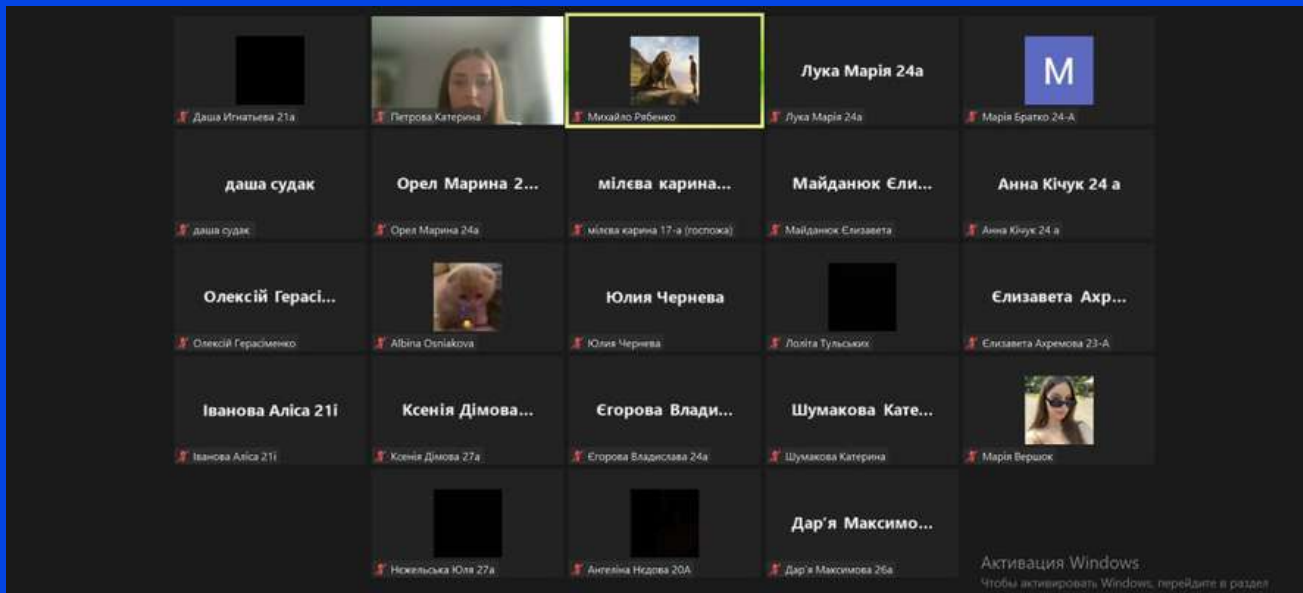 Даша Игнатьева 21а
Петрова Катерина
Михайло Рябенко
Лука Марія 24а
Лука Марія 24а
М
Марія Братко 24-А
даша судак
даша судак
Орел Марина 2...
Орел Марина 24а
мілєва карина...
мілєва карина 17-а (госпожа)
Майданюк Єли...
Майданюк Єлизавета
Анна Кічук 24 а
Анна Кічук 24 а
Олексій Герасі...
Олексій Герасіменко
Albina Osniakova
Юлия Чернева
Юлия Чернева
Лоліта Тульських
Єлизавета Ахр...
Єлизавета Ахремова 23-А
Іванова Аліса 21і
Іванова Аліса 21і
Ксенія Дімова...
Ксенія Дімова 27а
Єгорова Влади...
Єгорова Владислава 24а
Шумакова Кате...
Шумакова Катерина
Марія Вершок
Нєжельська Юля 27а
Ангеліна Нєдова 20А
Дар'я Максимо...
Дар'я Максимова 26а
Активация Windows
Чтобы активировать Windows, перейдите в раздел